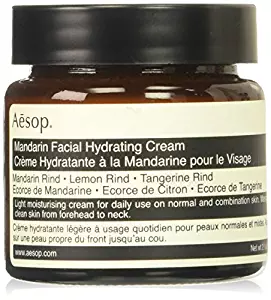 Aēsop.
Mandarin Facial Hydrating Cream
Crème Hydratante à la Mandarine pour le Visage
Mandarin Rind · Lemon Rind · Tangerine Rind
Ecorce de Mandarine · Ecorce de Citron · Ecorce de Tangerine
Light moisturising cream for daily use on normal and combination skin.
clean skin from forehead to neck.
Crème hydratante légère à usage quotidien pour peaux normales et mixtes.
sur une peau propre du front jusqu'au cou.
www.aesop.com